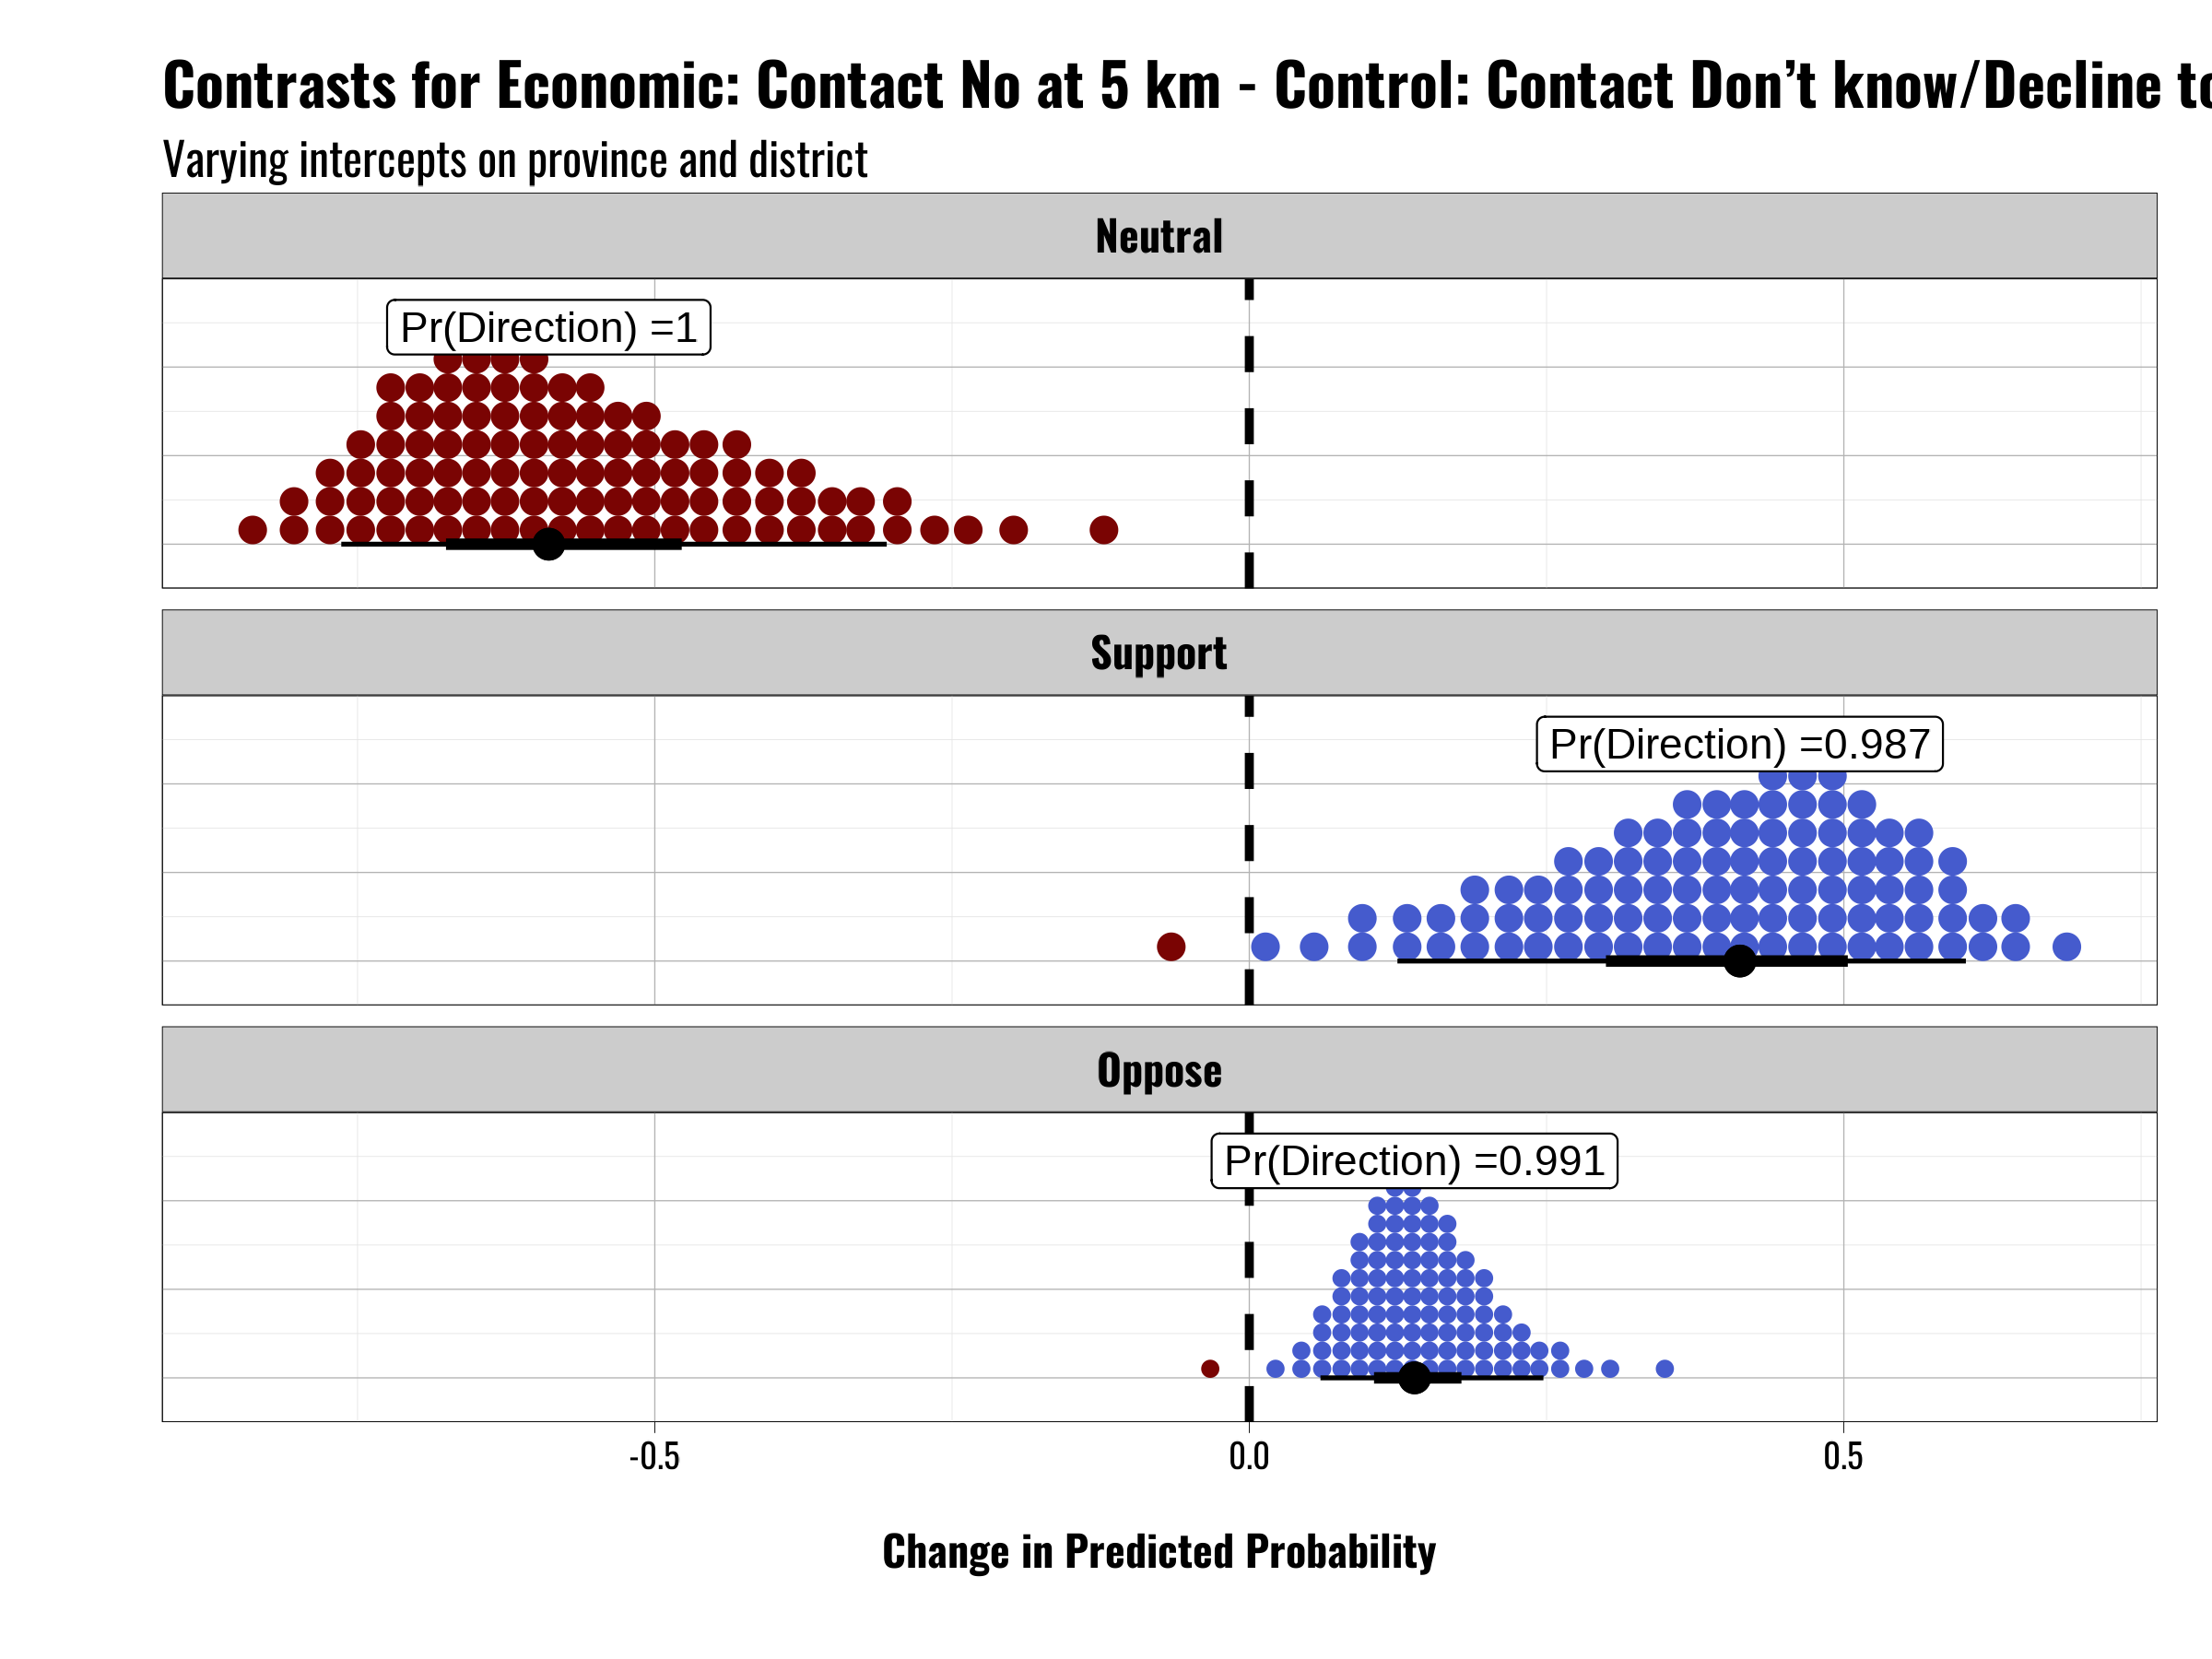 Contrasts for Economic: Contact No at 5 km - Control: Contact Don’t know/Decline to
Varying intercepts on province and district
Neutral
Pr(Direction) =1
Support
Pr(Direction) =0.987
Oppose
Pr(Direction) =0.991
-0.5 0.0 0.5
Change in Predicted Probability